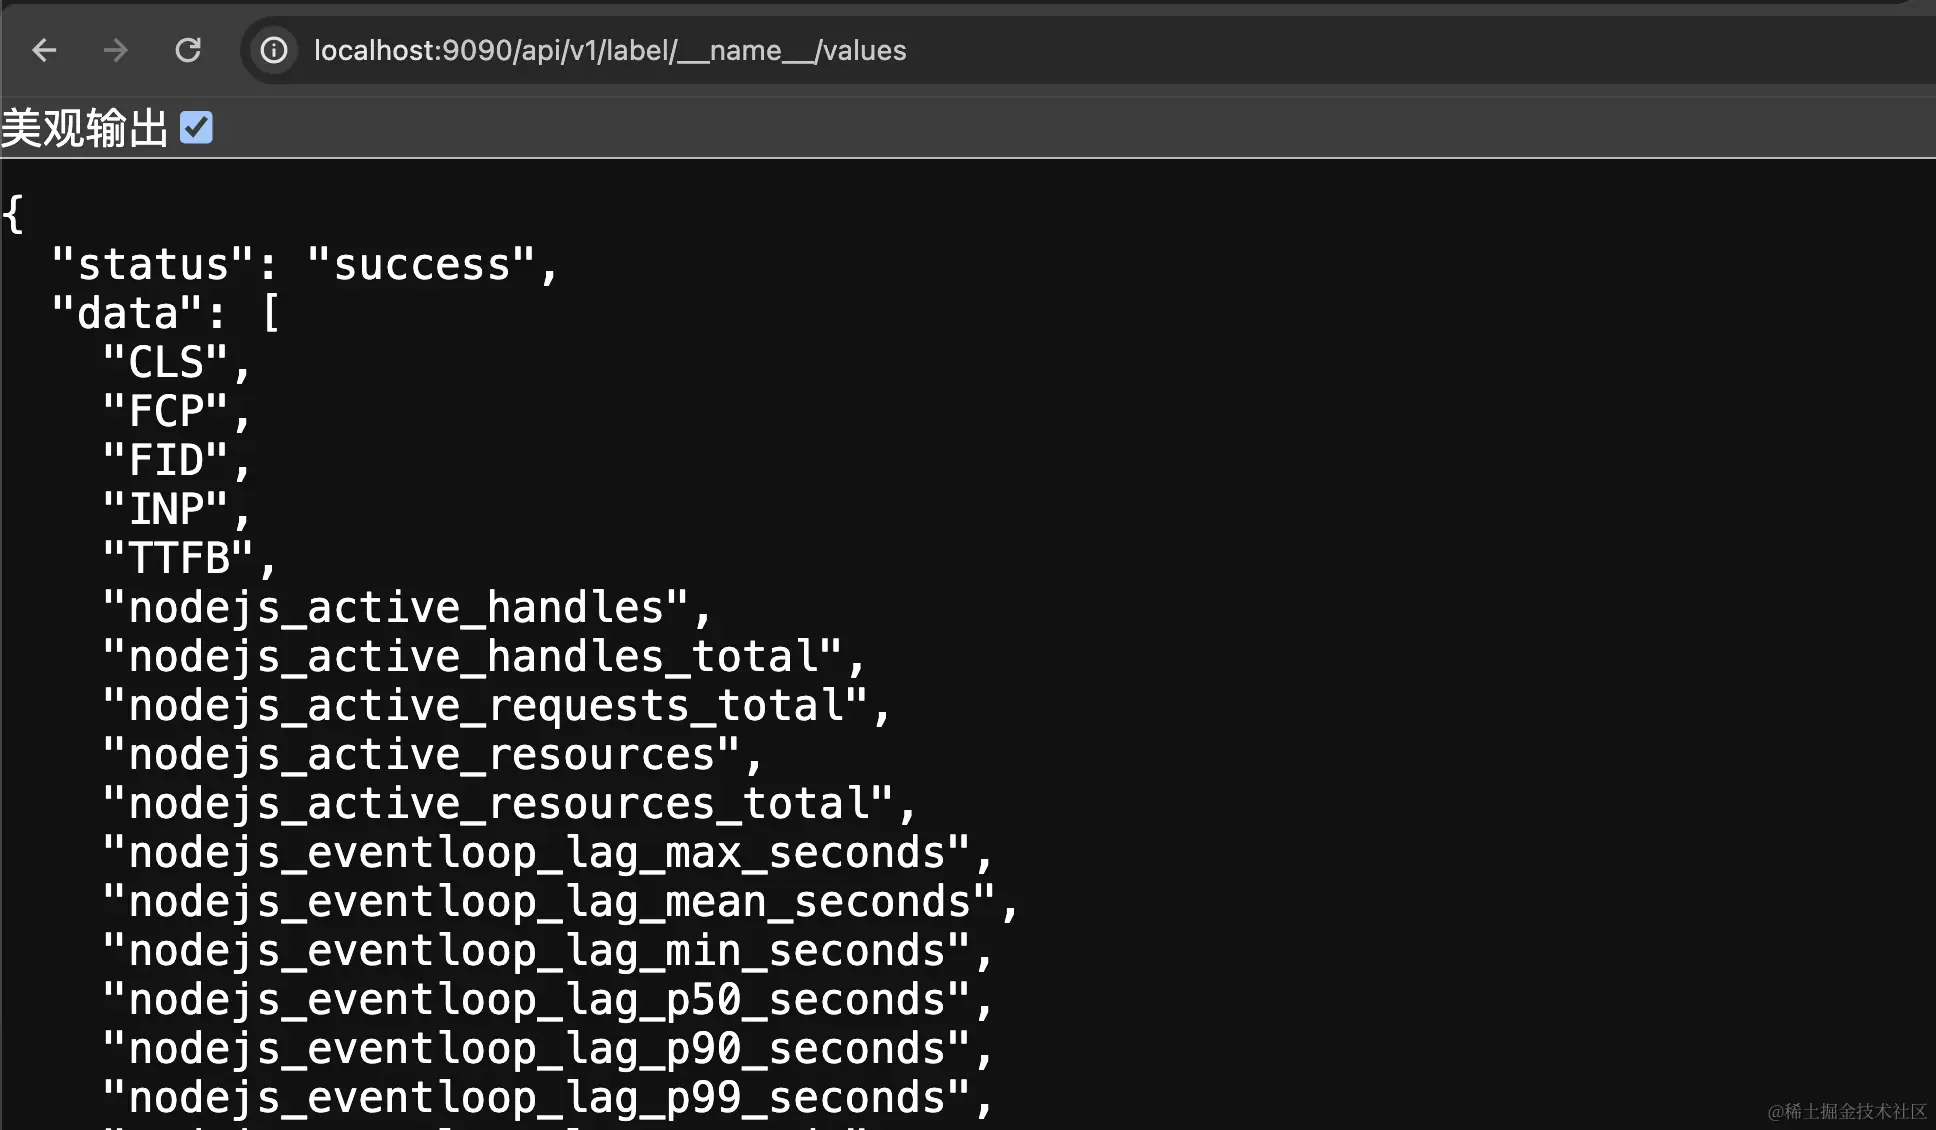 localhost:9090/api/v1/label/__name__/values
美观输出
{
  "status": "success",
  "data": [
    "CLS",
    "FCP",
    "FID",
    "INP",
    "TTFB",
    "nodejs_active_handles",
    "nodejs_active_handles_total",
    "nodejs_active_requests_total",
    "nodejs_active_resources",
    "nodejs_active_resources_total",
    "nodejs_eventloop_lag_max_seconds",
    "nodejs_eventloop_lag_mean_seconds",
    "nodejs_eventloop_lag_min_seconds",
    "nodejs_eventloop_lag_p50_seconds",
    "nodejs_eventloop_lag_p90_seconds",
    "nodejs_eventloop_lag_p99_seconds",
@稀土掘金技术社区